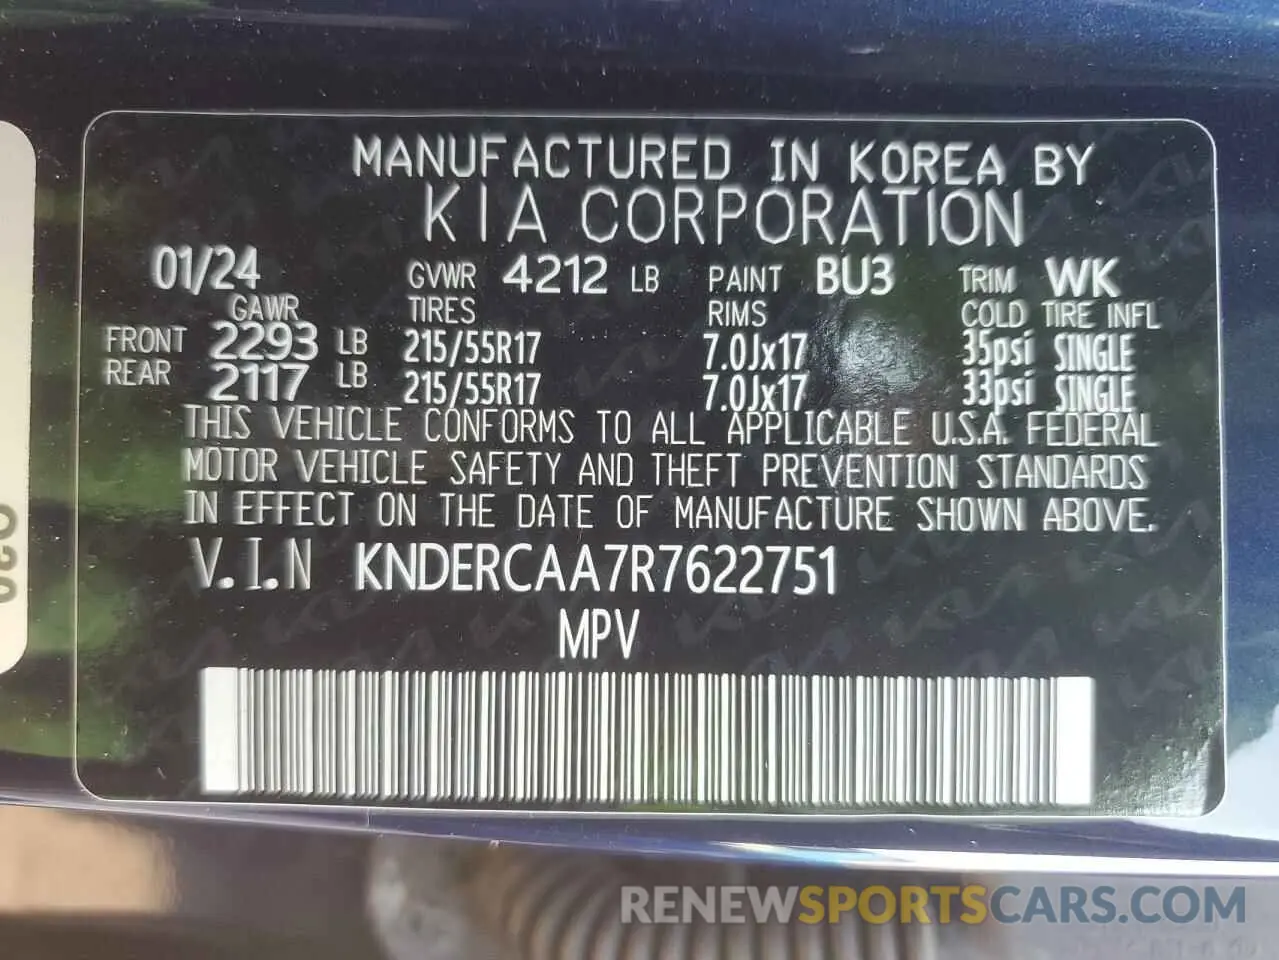 MANUFACTURED IN KOREA BY
KIA CORPORATION
01/24 GVWR 4212 LB PAINT BU3 TRIM WK
GAWR TIRES RIMS COLD TIRE INFL
FRONT 2293 LB 215/55R17 7.0Jx17 35psi SINGLE
REAR 2117 LB 215/55R17 7.0Jx17 33psi SINGLE
THIS VEHICLE CONFORMS TO ALL APPLICABLE U.S.A. FEDERAL
MOTOR VEHICLE SAFETY AND THEFT PREVENTION STANDARDS
IN EFFECT ON THE DATE OF MANUFACTURE SHOWN ABOVE.
V.I.N KNDERCAA7R7622751
MPV
RENEWSPORTSCARS.COM